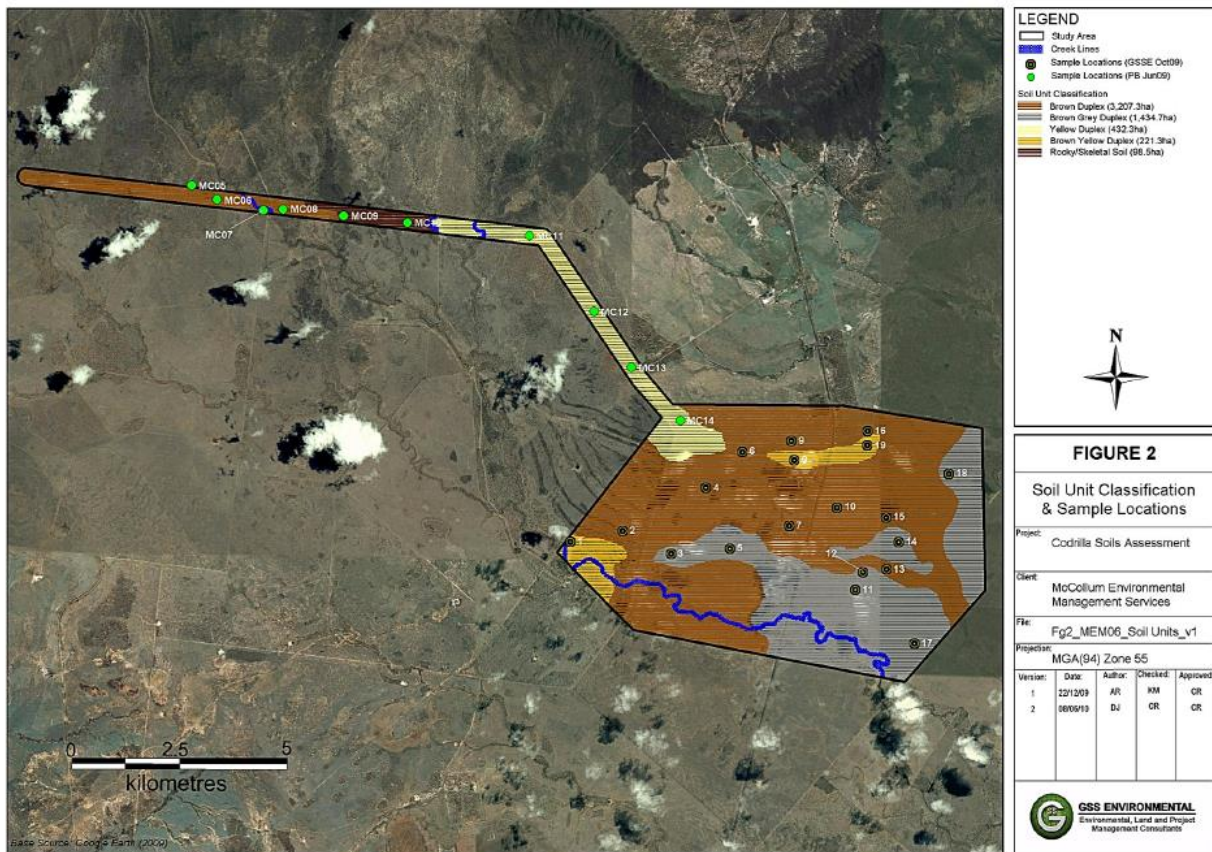 MC05
MC06
MC08
MC09
MC07
MC11
MC12
MC13
MC14
16
9
19
6
18
4
10
15
2
7
1
14
5
3
12
13
11
17
0 2.5 5
kilometres
Base Source: Google Earth (2009)
LEGEND
Study Area
Creek Lines
Sample Locations (GSSE Oct09)
Sample Locations (PB Jun09)
Soil Unit Classification
Brown Duplex (3,207.3ha)
Brown Grey Duplex (1,434.7ha)
Yellow Duplex (432.3ha)
Brown Yellow Duplex (221.3ha)
Rocky/Skeletal Soil (98.5ha)
N
FIGURE 2
Soil Unit Classification
& Sample Locations
Project:
Codrilla Soils Assessment
Client:
McCollum Environmental
Management Services
File:
Fg2_MEM06_Soil Units_v1
Projection:
MGA(94) Zone 55
Version: Date: Author: Checked: Approved:
1 22/12/09 AR KM CR
2 08/06/10 DJ CR CR
G
GSS ENVIRONMENTAL
Environmental, Land and Project
Management Consultants